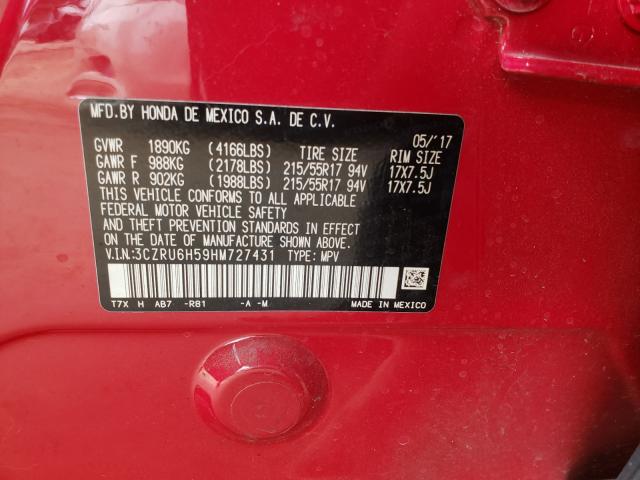 MFD.BY HONDA DE MEXICO S.A. DE C.V.
05/'17
GVWR 1890KG (4166LBS) TIRE SIZE RIM SIZE
GAWR F 988KG (2178LBS) 215/55R17 94V 17X7.5J
GAWR R 902KG (1988LBS) 215/55R17 94V 17X7.5J
THIS VEHICLE CONFORMS TO ALL APPLICABLE
FEDERAL MOTOR VEHICLE SAFETY
AND THEFT PREVENTION STANDARDS IN EFFECT
ON THE DATE OF MANUFACTURE SHOWN ABOVE.
V.I.N:3CZRU6H59HM727431 TYPE: MPV
T7X H AB7 -R81 -A -M MADE IN MEXICO